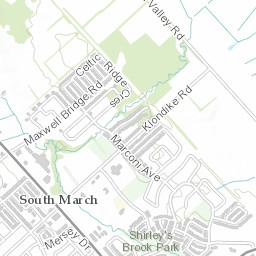 Valley Rd
Celtic Ridge Cres
Maxwell Bridge Rd
Klondike Rd
Marconi Ave
South March
Mersey Dr
Shirley's
Brook Park